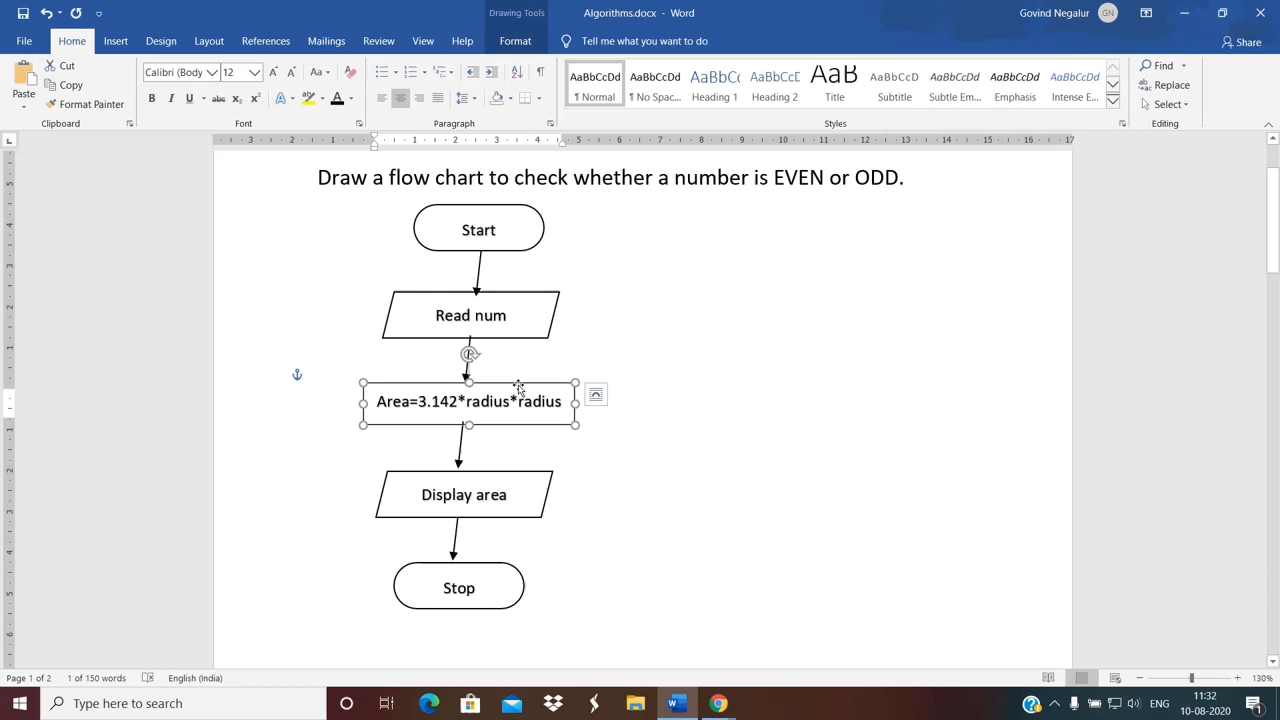 Drawing Tools
Algorithms.docx - Word
Govind Negalur
GN
File
Home
Insert
Design
Layout
References
Mailings
Review
View
Help
Format
Tell me what you want to do
Share
Paste
Cut
Copy
Format Painter
Clipboard
Calibri (Body
12
Font
Paragraph
AaBbCcDd
¶ Normal
AaBbCcDd
¶ No Spac...
AaBbCc
Heading 1
AaBbCcD
Heading 2
AaB
Title
AaBbCcD
Subtitle
AaBbCcDd
Subtle Em...
AaBbCcDd
Emphasis
AaBbCcDd
Intense E...
Styles
Find
Replace
Select
Editing
Draw a flow chart to check whether a number is EVEN or ODD.
Start
Read num
Area=3.142*radius*radius
Display area
Stop
Page 1 of 2
1 of 150 words
English (India)
130%
Type here to search
ENG
11:32
10-08-2020